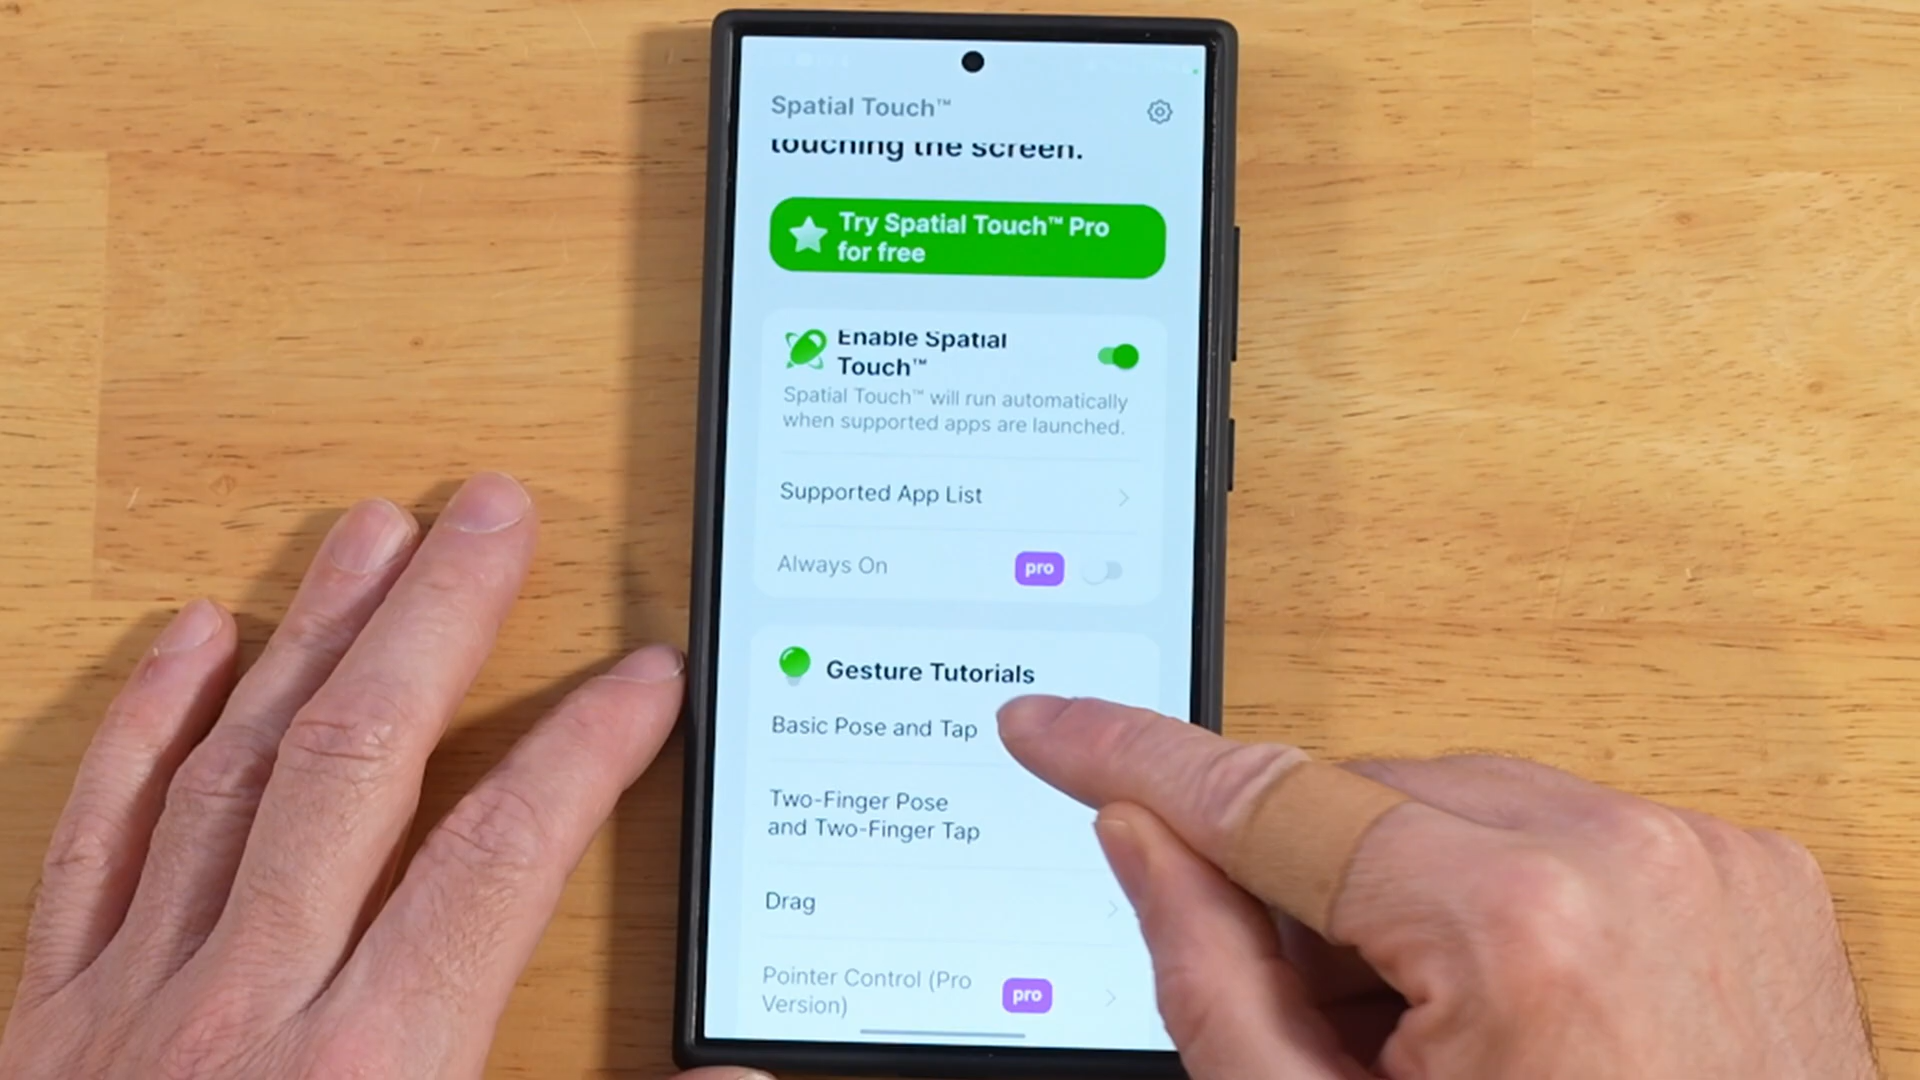 Spatial Touch™
touching the screen.
Try Spatial Touch™ Pro
for free
Enable Spatial
Touch™
Spatial Touch™ will run automatically
when supported apps are launched.
Supported App List
Always On
pro
Gesture Tutorials
Basic Pose and Tap
Two-Finger Pose
and Two-Finger Tap
Drag
Pointer Control (Pro
Version)
pro